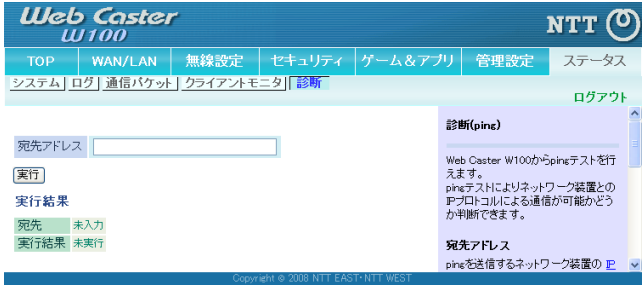 Web Caster
W100
NTT
TOP WAN/LAN 無線設定 セキュリティ ゲーム&アプリ 管理設定 ステータス
システム ログ 通信パケット クライアントモニタ 診断
ログアウト
宛先アドレス
実行
実行結果
宛先 未入力
実行結果 未実行
診断(ping)
Web Caster W100からpingテストを行
えます。
pingテストによりネットワーク装置との
IPプロトコルによる通信が可能かどう
か判断できます。
宛先アドレス
pingを送信するネットワーク装置の IP
Copyright © 2008 NTT EAST・NTT WEST